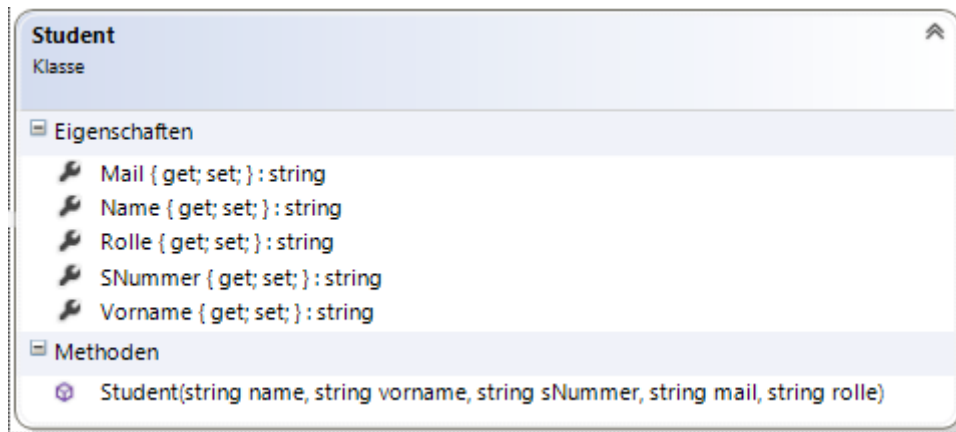 Student
Klasse
Eigenschaften
Mail { get; set; } : string
Name { get; set; } : string
Rolle { get; set; } : string
SNummer { get; set; } : string
Vorname { get; set; } : string
Methoden
Student(string name, string vorname, string sNummer, string mail, string rolle)